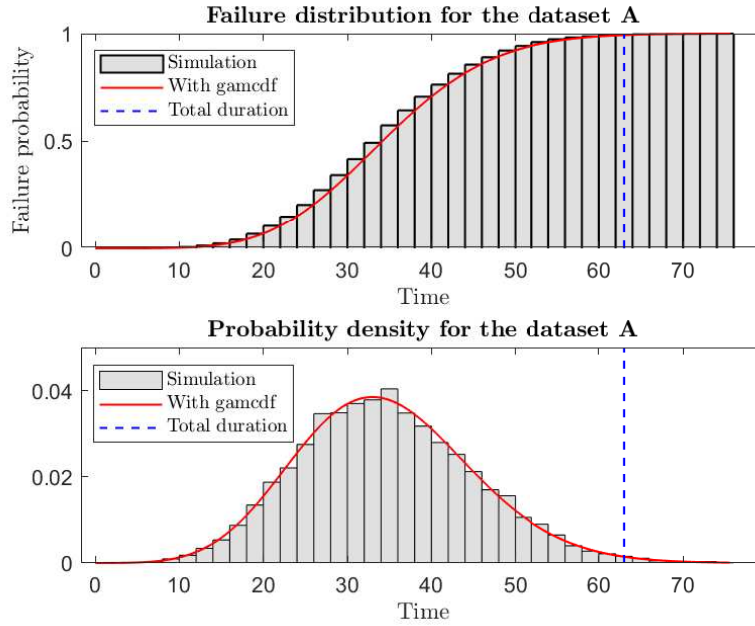 Failure distribution for the dataset A
Failure probability
1
0.5
0
Simulation
With gamcdf
Total duration
0 10 20 30 40 50 60 70
Time
Probability density for the dataset A
0.04
0.02
0
Simulation
With gamcdf
Total duration
0 10 20 30 40 50 60 70
Time